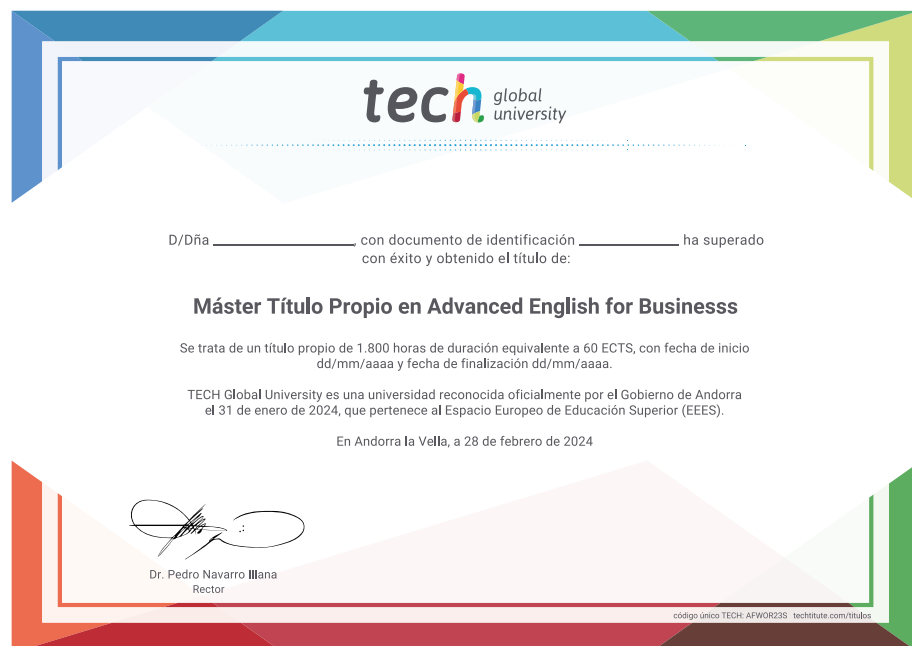 tech global university
D/Dña ________________, con documento de identificación ____________ ha superado
con éxito y obtenido el título de:
Máster Título Propio en Advanced English for Businesss
Se trata de un título propio de 1.800 horas de duración equivalente a 60 ECTS, con fecha de inicio
dd/mm/aaaa y fecha de finalización dd/mm/aaaa.
TECH Global University es una universidad reconocida oficialmente por el Gobierno de Andorra
el 31 de enero de 2024, que pertenece al Espacio Europeo de Educación Superior (EEES).
En Andorra la Vella, a 28 de febrero de 2024
Dr. Pedro Navarro Illana
Rector
código único TECH: AFWOR23S techtitute.com/titulos